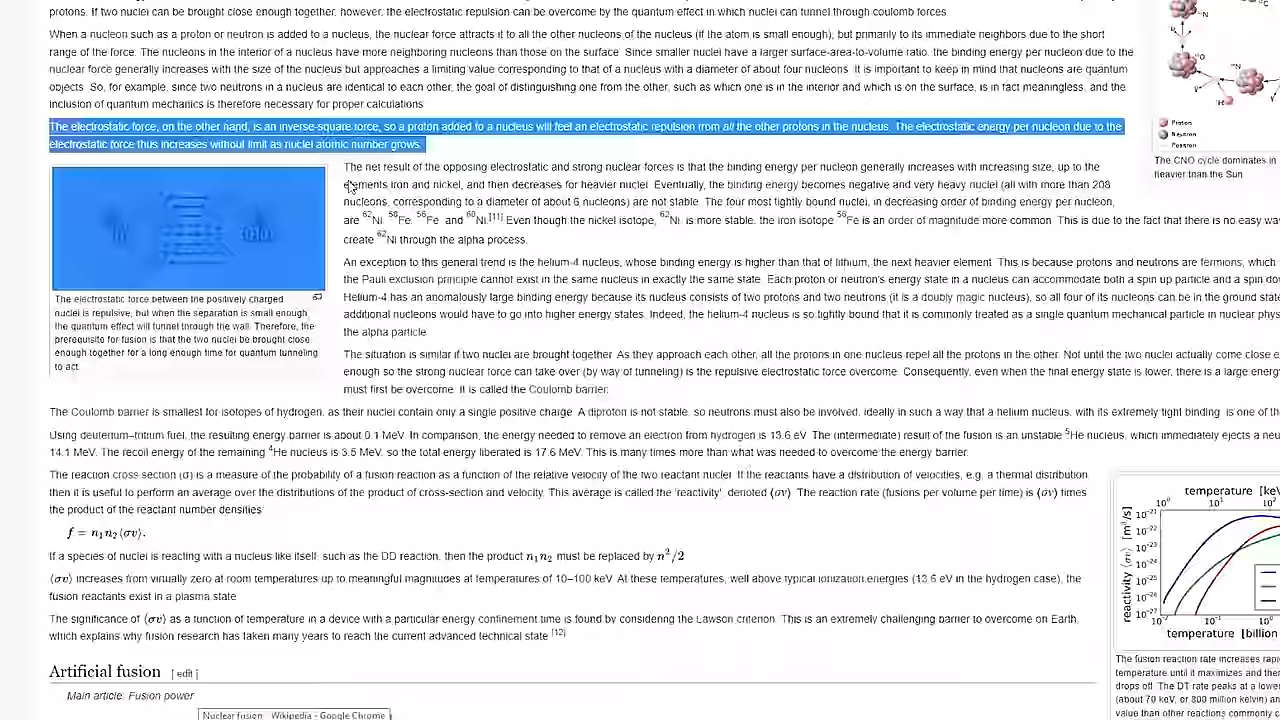 protons. If two nuclei can be brought close enough together, however, the electrostatic repulsion can be overcome by the quantum effect in which nuclei can tunnel through coulomb forces.
When a nucleon such as a proton or neutron is added to a nucleus, the nuclear force attracts it to all the other nucleons of the nucleus (if the atom is small enough), but primarily to its immediate neighbors due to the short
range of the force. The nucleons in the interior of a nucleus have more neighboring nucleons than those on the surface. Since smaller nuclei have a larger surface-area-to-volume ratio, the binding energy per nucleon due to the
nuclear force generally increases with the size of the nucleus but approaches a limiting value corresponding to that of a nucleus with a diameter of about four nucleons. It is important to keep in mind that nucleons are quantum
objects. So, for example, since two neutrons in a nucleus are identical to each other, the goal of distinguishing one from the other, such as which one is in the interior and which is on the surface, is in fact meaningless, and the
inclusion of quantum mechanics is therefore necessary for proper calculations.
The electrostatic force, on the other hand, is an inverse-square force, so a proton added to a nucleus will feel an electrostatic repulsion from all the other protons in the nucleus. The electrostatic energy per nucleon due to the
electrostatic force thus increases without limit as nuclei atomic number grows.
Proton
Neutron
Positron
The CNO cycle dominates in
heavier than the Sun.
The electrostatic force between the positively charged
nuclei is repulsive, but when the separation is small enough,
the quantum effect will tunnel through the wall. Therefore, the
prerequisite for fusion is that the two nuclei be brought close
enough together for a long enough time for quantum tunneling
to act.
The net result of the opposing electrostatic and strong nuclear forces is that the binding energy per nucleon generally increases with increasing size, up to the
elements iron and nickel, and then decreases for heavier nuclei. Eventually, the binding energy becomes negative and very heavy nuclei (all with more than 208
nucleons, corresponding to a diameter of about 6 nucleons) are not stable. The four most tightly bound nuclei, in decreasing order of binding energy per nucleon,
are ⁶²Ni, ⁵⁸Fe, ⁵⁶Fe, and ⁶⁰Ni.[11] Even though the nickel isotope, ⁶²Ni, is more stable, the iron isotope ⁵⁶Fe is an order of magnitude more common. This is due to the fact that there is no easy wa
create ⁶²Ni through the alpha process.
An exception to this general trend is the helium-4 nucleus, whose binding energy is higher than that of lithium, the next heavier element. This is because protons and neutrons are fermions, which
the Pauli exclusion principle cannot exist in the same nucleus in exactly the same state. Each proton or neutron's energy state in a nucleus can accommodate both a spin up particle and a spin do
Helium-4 has an anomalously large binding energy because its nucleus consists of two protons and two neutrons (it is a doubly magic nucleus), so all four of its nucleons can be in the ground state
additional nucleons would have to go into higher energy states. Indeed, the helium-4 nucleus is so tightly bound that it is commonly treated as a single quantum mechanical particle in nuclear phys
the alpha particle.
The situation is similar if two nuclei are brought together. As they approach each other, all the protons in one nucleus repel all the protons in the other. Not until the two nuclei actually come close e
enough so the strong nuclear force can take over (by way of tunneling) is the repulsive electrostatic force overcome. Consequently, even when the final energy state is lower, there is a large energ
must first be overcome. It is called the Coulomb barrier.
The Coulomb barrier is smallest for isotopes of hydrogen, as their nuclei contain only a single positive charge. A diproton is not stable, so neutrons must also be involved, ideally in such a way that a helium nucleus, with its extremely tight binding, is one of th
Using deuterium–tritium fuel, the resulting energy barrier is about 0.1 MeV. In comparison, the energy needed to remove an electron from hydrogen is 13.6 eV. The (intermediate) result of the fusion is an unstable ⁵He nucleus, which immediately ejects a neu
14.1 MeV. The recoil energy of the remaining ⁴He nucleus is 3.5 MeV, so the total energy liberated is 17.6 MeV. This is many times more than what was needed to overcome the energy barrier.
The reaction cross section (σ) is a measure of the probability of a fusion reaction as a function of the relative velocity of the two reactant nuclei. If the reactants have a distribution of velocities, e.g. a thermal distribution,
then it is useful to perform an average over the distributions of the product of cross-section and velocity. This average is called the 'reactivity', denoted ⟨σv⟩. The reaction rate (fusions per volume per time) is ⟨σv⟩ times
the product of the reactant number densities:
f = n₁n₂⟨σv⟩.
If a species of nuclei is reacting with a nucleus like itself, such as the DD reaction, then the product n₁n₂ must be replaced by n²/2
⟨σv⟩ increases from virtually zero at room temperatures up to meaningful magnitudes at temperatures of 10–100 keV. At these temperatures, well above typical ionization energies (13.6 eV in the hydrogen case), the
fusion reactants exist in a plasma state.
The significance of ⟨σv⟩ as a function of temperature in a device with a particular energy confinement time is found by considering the Lawson criterion. This is an extremely challenging barrier to overcome on Earth,
which explains why fusion research has taken many years to reach the current advanced technical state.[12]
temperature [keV
10⁰ 10¹ 10²
10⁻²¹
10⁻²²
10⁻²³
10⁻²⁴
10⁻²⁵
10⁻²⁶
10⁻²⁷
reactivity ⟨σv⟩ [m³/s]
10⁻² 10⁻¹ 10⁰
temperature [billion
The fusion reaction rate increases rapi
temperature until it maximizes and then
drops off. The DT rate peaks at a lowe
(about 70 keV, or 800 million kelvin) an
value than other reactions commonly c
Artificial fusion [ edit ]
Main article: Fusion power
Nuclear fusion - Wikipedia - Google Chrome